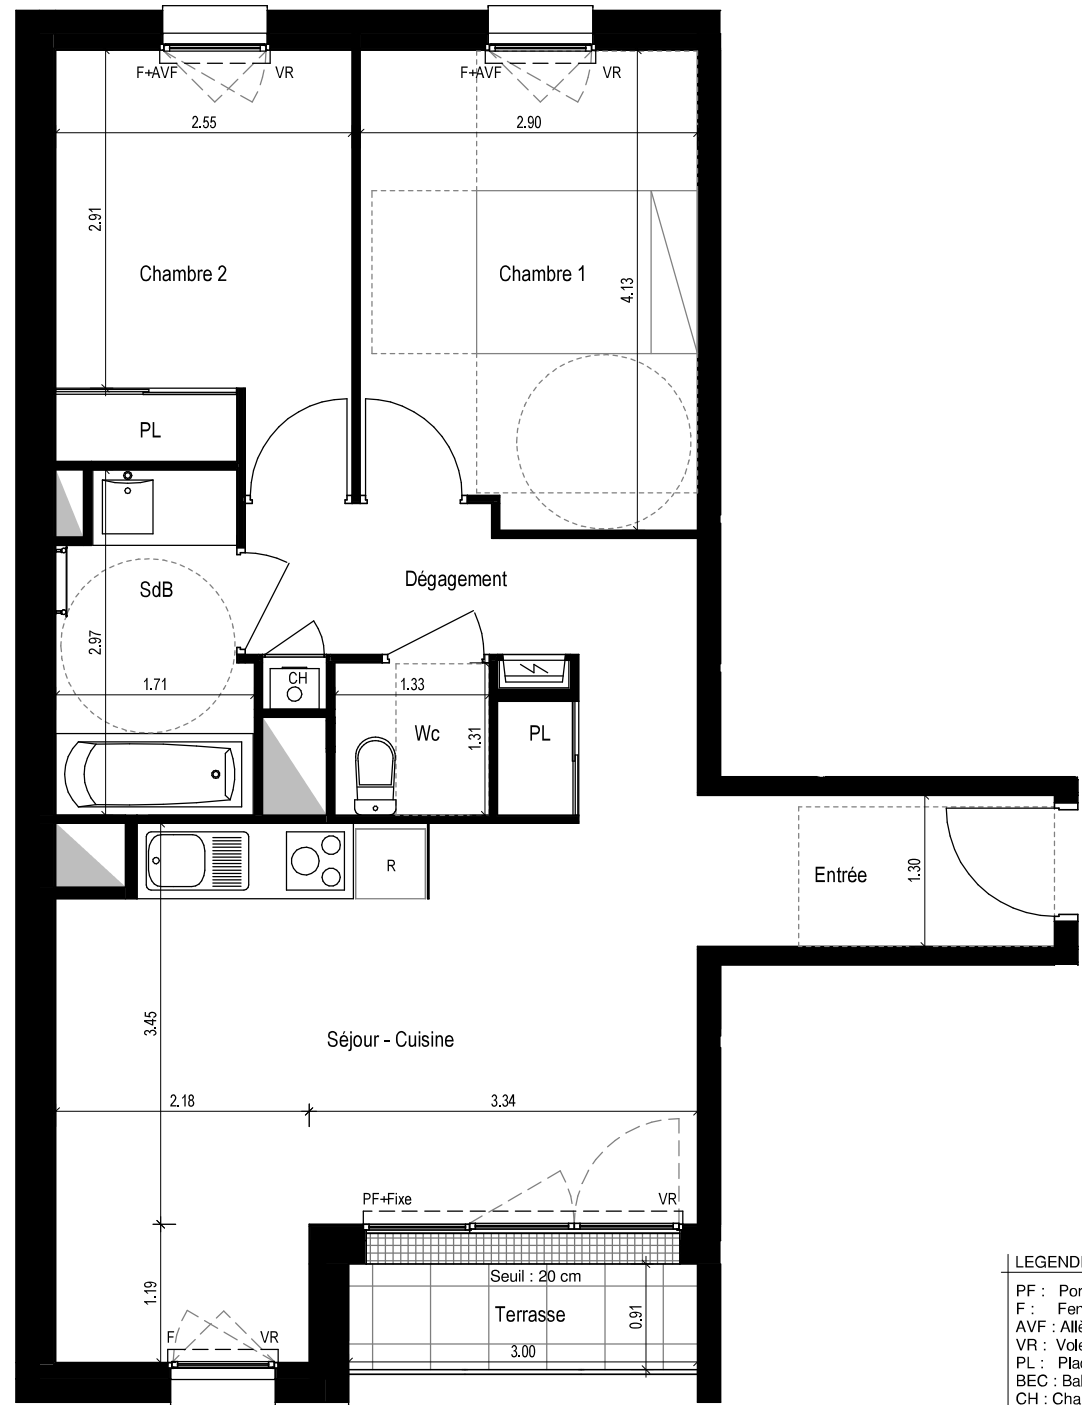 F+AVF VR
F+AVF VR
2.55
2.90
2.91
4.13
Chambre 2
Chambre 1
PL
SdB
Dégagement
2.97
1.71
CH
1.33
Wc
1.31
PL
R
Entrée
1.30
3.45
Séjour - Cuisine
2.18
3.34
PF+Fixe VR
1.19
Seuil : 20 cm
Terrasse
0.91
3.00
F VR
PF :
F :
AVF :
VR :
PL :
BEC :
CH :